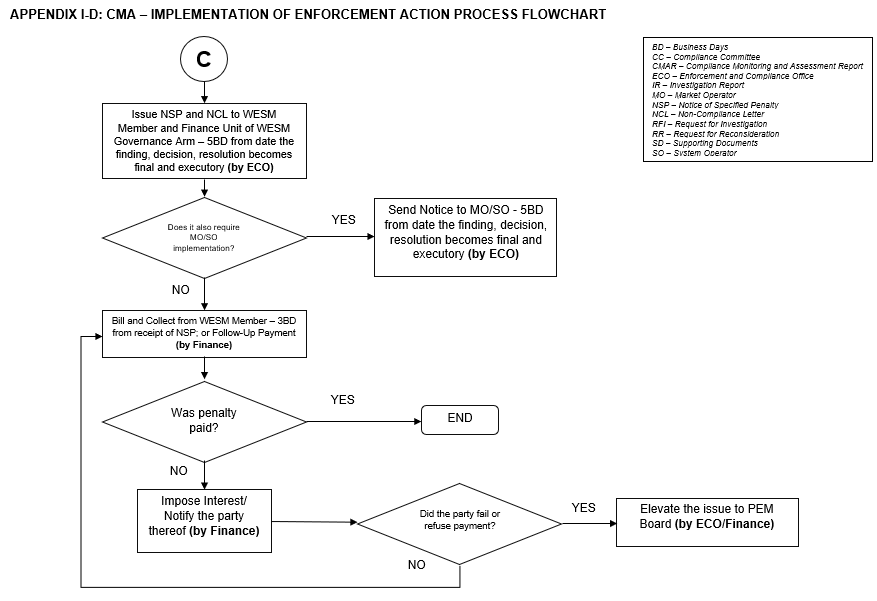 APPENDIX I-D: CMA – IMPLEMENTATION OF ENFORCEMENT ACTION PROCESS FLOWCHART
BD – Business Days
CC – Compliance Committee
CMAR – Compliance Monitoring and Assessment Report
ECO – Enforcement and Compliance Office
IR – Investigation Report
MO – Market Operator
NSP – Notice of Specified Penalty
NCL – Non-Compliance Letter
RFI – Request for Investigation
RR – Request for Reconsideration
SD – Supporting Documents
SO – System Operator
C
Issue NSP and NCL to WESM
Member and Finance Unit of WESM
Governance Arm – 5BD from date the
finding, decision, resolution becomes
final and executory (by ECO)
Does it also require
MO/SO
implementation?
YES
Send Notice to MO/SO - 5BD
from date the finding, decision,
resolution becomes final and
executory (by ECO)
NO
Bill and Collect from WESM Member – 3BD
from receipt of NSP; or Follow-Up Payment
(by Finance)
Was penalty
paid?
YES
END
NO
Impose Interest/
Notify the party
thereof (by Finance)
Did the party fail or
refuse payment?
YES
Elevate the issue to PEM
Board (by ECO/Finance)
NO